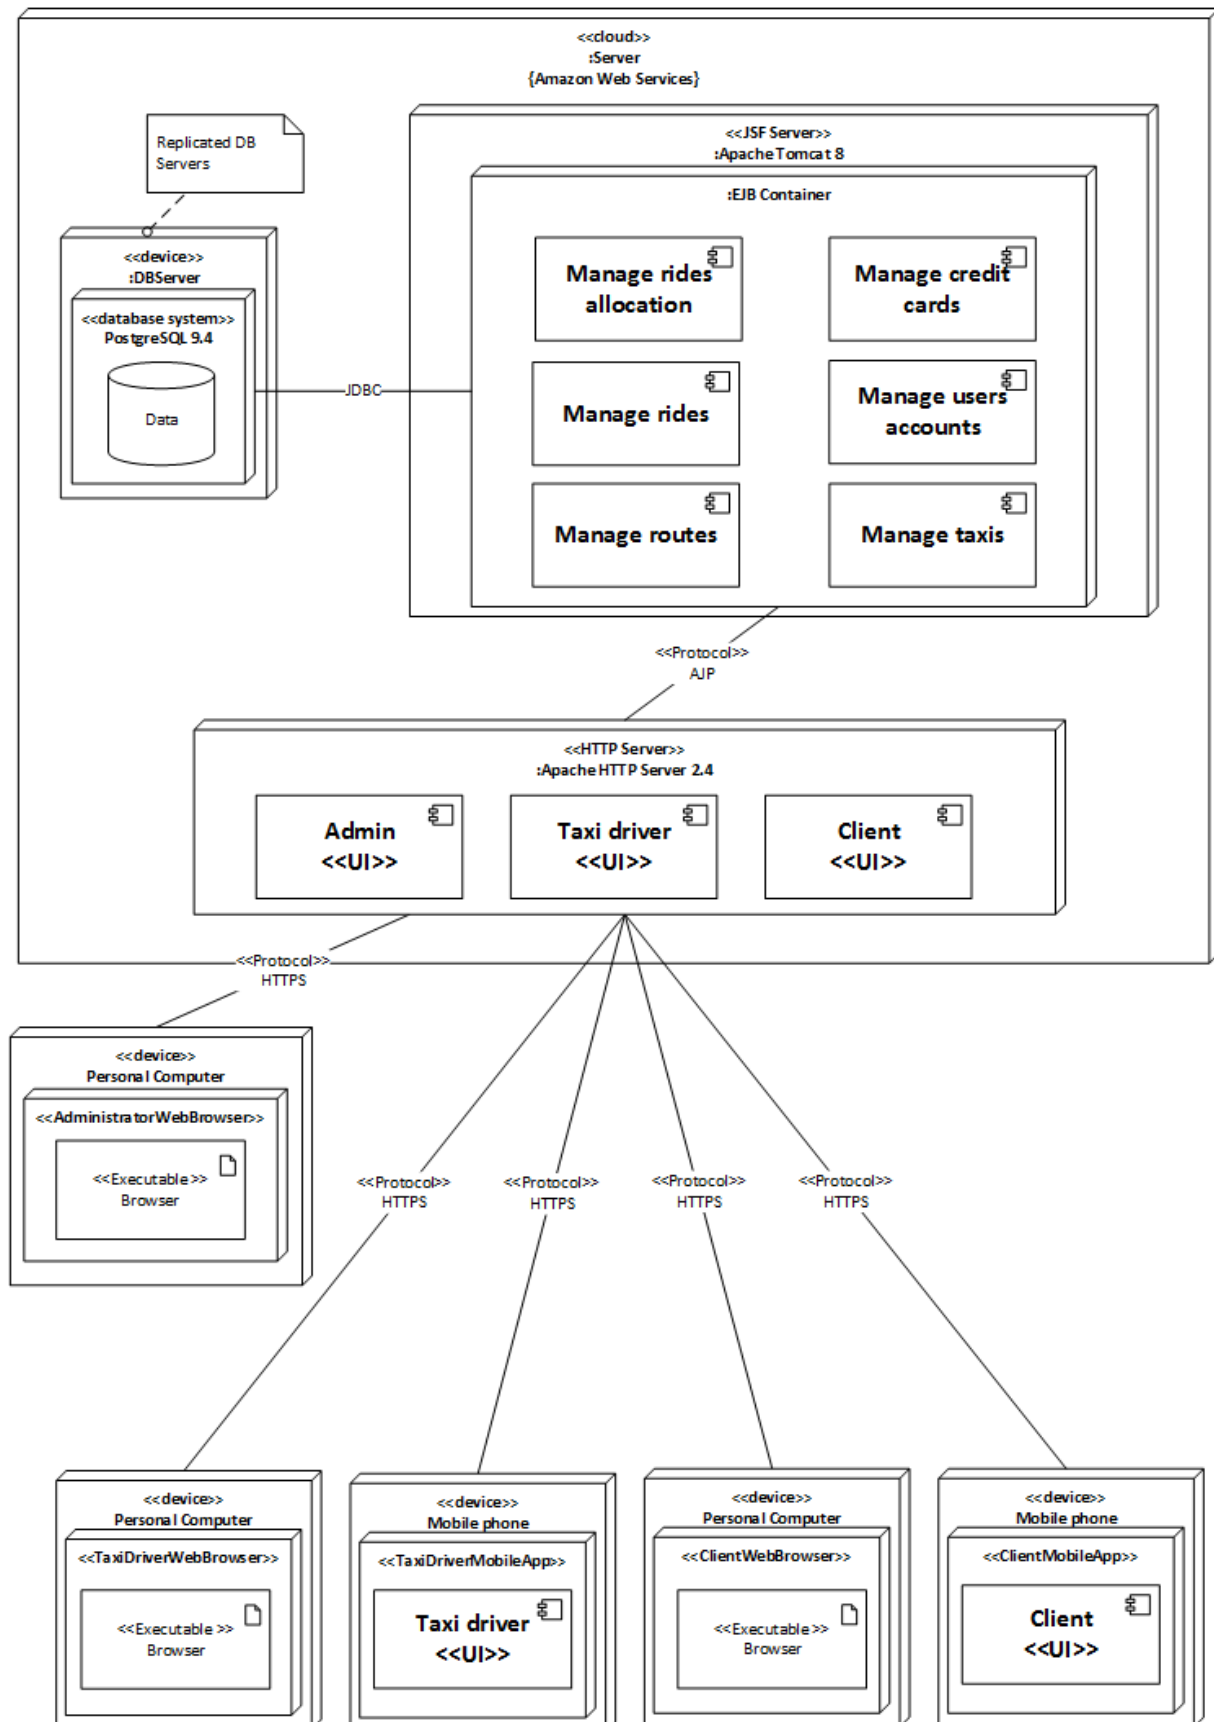 <<cloud>>
:Server
{Amazon Web Services}
Replicated DB
Servers
<<device>>
:DBServer
<<database system>>
PostgreSQL 9.4
Data
JDBC
<<JSF Server>>
:Apache Tomcat 8
:EJB Container
Manage rides
allocation
Manage credit
cards
Manage rides
Manage users
accounts
Manage routes
Manage taxis
<<Protocol>>
AJP
<<HTTP Server>>
:Apache HTTP Server 2.4
Admin
<<UI>>
Taxi driver
<<UI>>
Client
<<UI>>
<<Protocol>>
HTTPS
<<device>>
Personal Computer
<<AdministratorWebBrowser>>
<<Executable >>
Browser
<<Protocol>>
HTTPS
<<Protocol>>
HTTPS
<<Protocol>>
HTTPS
<<Protocol>>
HTTPS
<<device>>
Personal Computer
<<TaxiDriverWebBrowser>>
<<Executable >>
Browser
<<device>>
Mobile phone
<<TaxiDriverMobileApp>>
Taxi driver
<<UI>>
<<device>>
Personal Computer
<<ClientWebBrowser>>
<<Executable >>
Browser
<<device>>
Mobile phone
<<ClientMobileApp>>
Client
<<UI>>